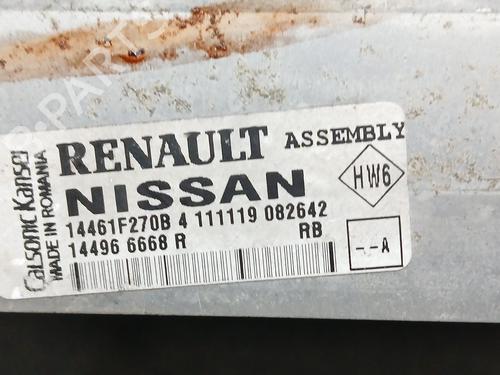 RENAULT ASSEMBLY
NISSAN
HW6
14461F270B 4 111119 082642
14496 6668 R RB
--A
Calsonic Kansei
MADE IN ROMANIA